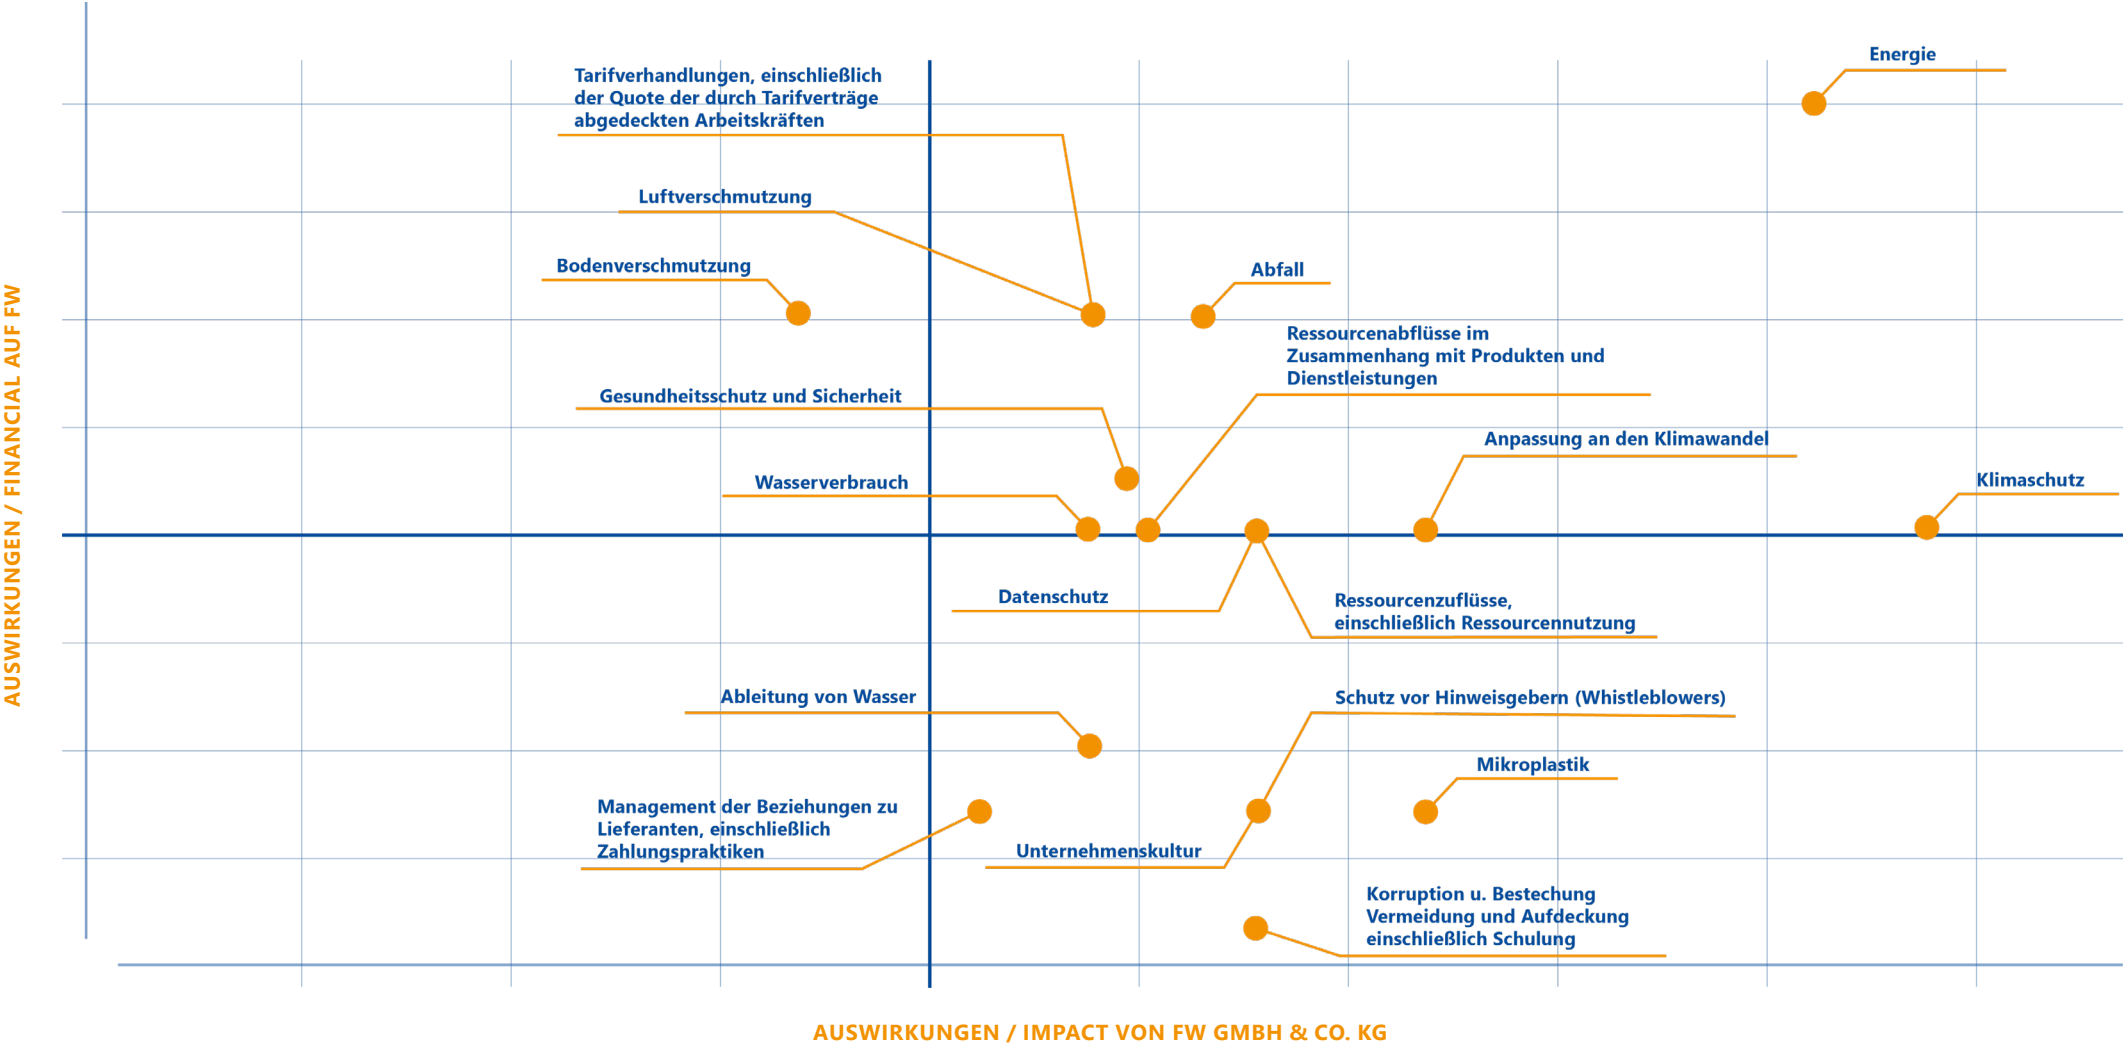 Energie
Tarifverhandlungen, einschließlich
der Quote der durch Tarifverträge
abgedeckten Arbeitskräften
Luftverschmutzung
Bodenverschmutzung
Abfall
Ressourcenabflüsse im
Zusammenhang mit Produkten und
Dienstleistungen
Gesundheitsschutz und Sicherheit
Anpassung an den Klimawandel
Wasserverbrauch
Klimaschutz
Datenschutz
Ressourcenzuflüsse,
einschließlich Ressourcennutzung
Ableitung von Wasser
Schutz vor Hinweisgebern (Whistleblowers)
Mikroplastik
Management der Beziehungen zu
Lieferanten, einschließlich
Zahlungspraktiken
Unternehmenskultur
Korruption u. Bestechung
Vermeidung und Aufdeckung
einschließlich Schulung
AUSWIRKUNGEN / FINANCIAL AUF FW
AUSWIRKUNGEN / IMPACT VON FW GMBH & CO. KG